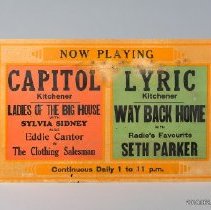 NOW PLAYING
CAPITOL
Kitchener
LADIES OF THE BIG HOUSE
WITH
SYLVIA SIDNEY
ALSO
Eddie Cantor
in
The Clothing Salesman
LYRIC
Kitchener
WAY BACK HOME
WITH
Radio's Favourite
SETH PARKER
Continuous Daily 1 to 11 p.m.